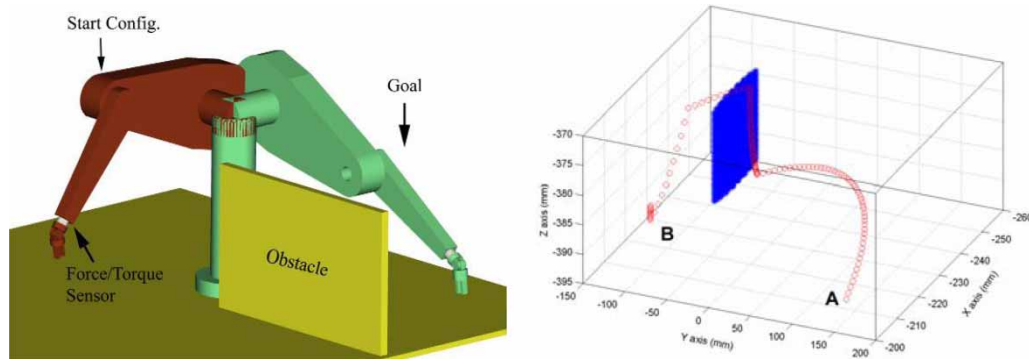 Start Config.
Goal
Force/Torque
Sensor
Obstacle
-370
-375
-380
-385
-390
-395
Z axis (mm)
-150
-100
-50
0
50
100
150
200
Y axis (mm)
-200
-210
-220
-230
-240
-250
-260
X axis (mm)
B
A